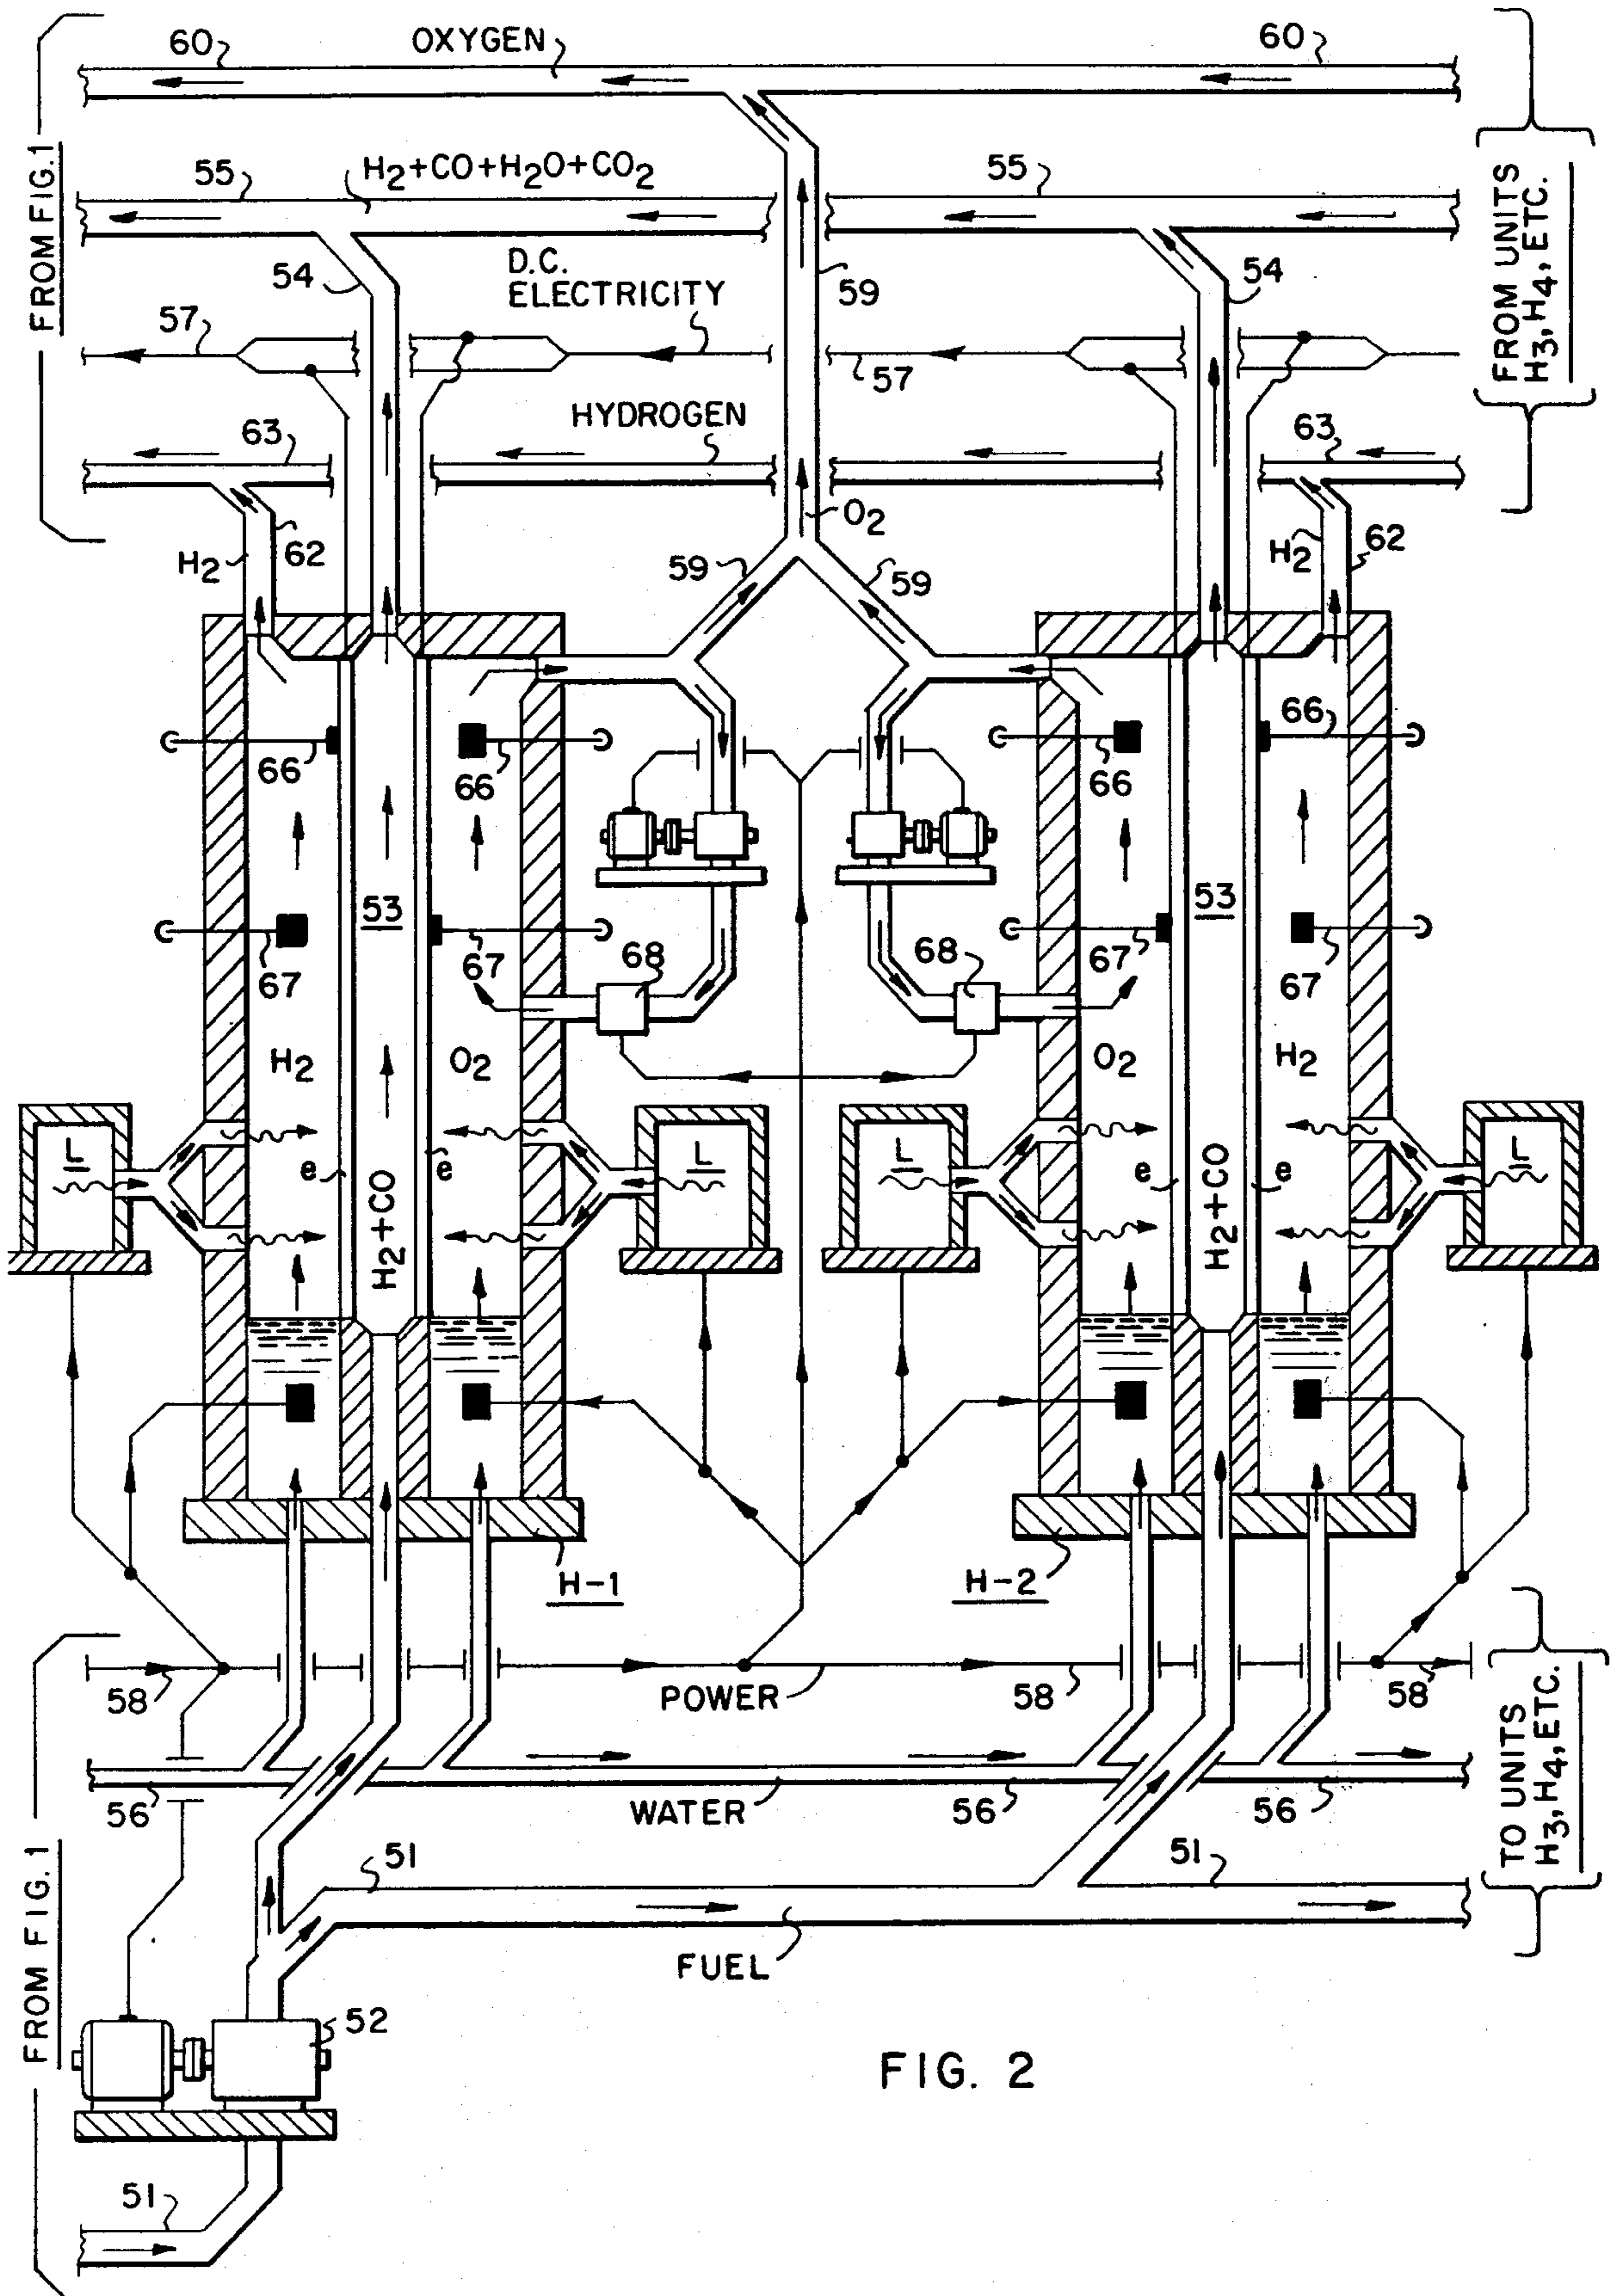 60
OXYGEN
60
FROM FIG.1
55
H2+CO+H2O+CO2
55
FROM UNITS
H3,H4, ETC.
54
D.C.
ELECTRICITY
59
54
57
57
63
HYDROGEN
63
H2
62
O2
H2
62
59
59
66
66
66
66
53
53
67
67
68
68
67
67
H2
O2
O2
H2
L
e
H2+CO
e
L
L
e
H2+CO
e
L
H-1
H-2
58
POWER
58
58
56
WATER
56
56
TO UNITS
H3,H4, ETC.
51
51
FUEL
FROM FIG.1
52
FIG. 2
51